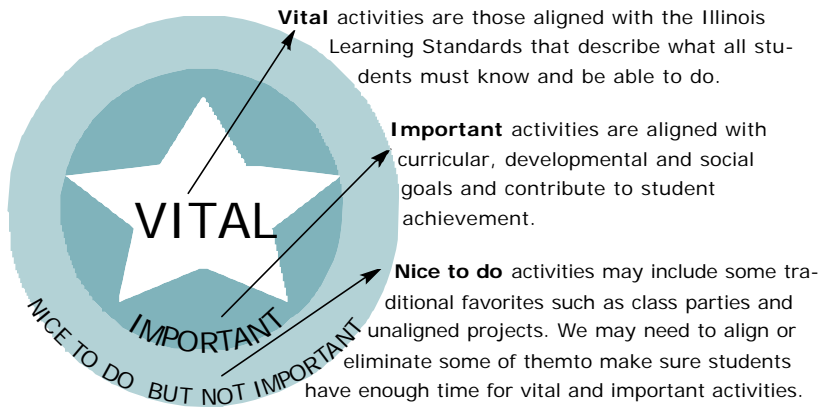 Vital activities are those aligned with the Illinois
Learning Standards that describe what all stu-
dents must know and be able to do.
Important activities are aligned with
curricular, developmental and social
goals and contribute to student
achievement.
Nice to do activities may include some tra-
ditional favorites such as class parties and
unaligned projects. We may need to align or
eliminate some of themto make sure students
have enough time for vital and important activities.
VITAL
IMPORTANT
NICE TO DO BUT NOT IMPORTANT